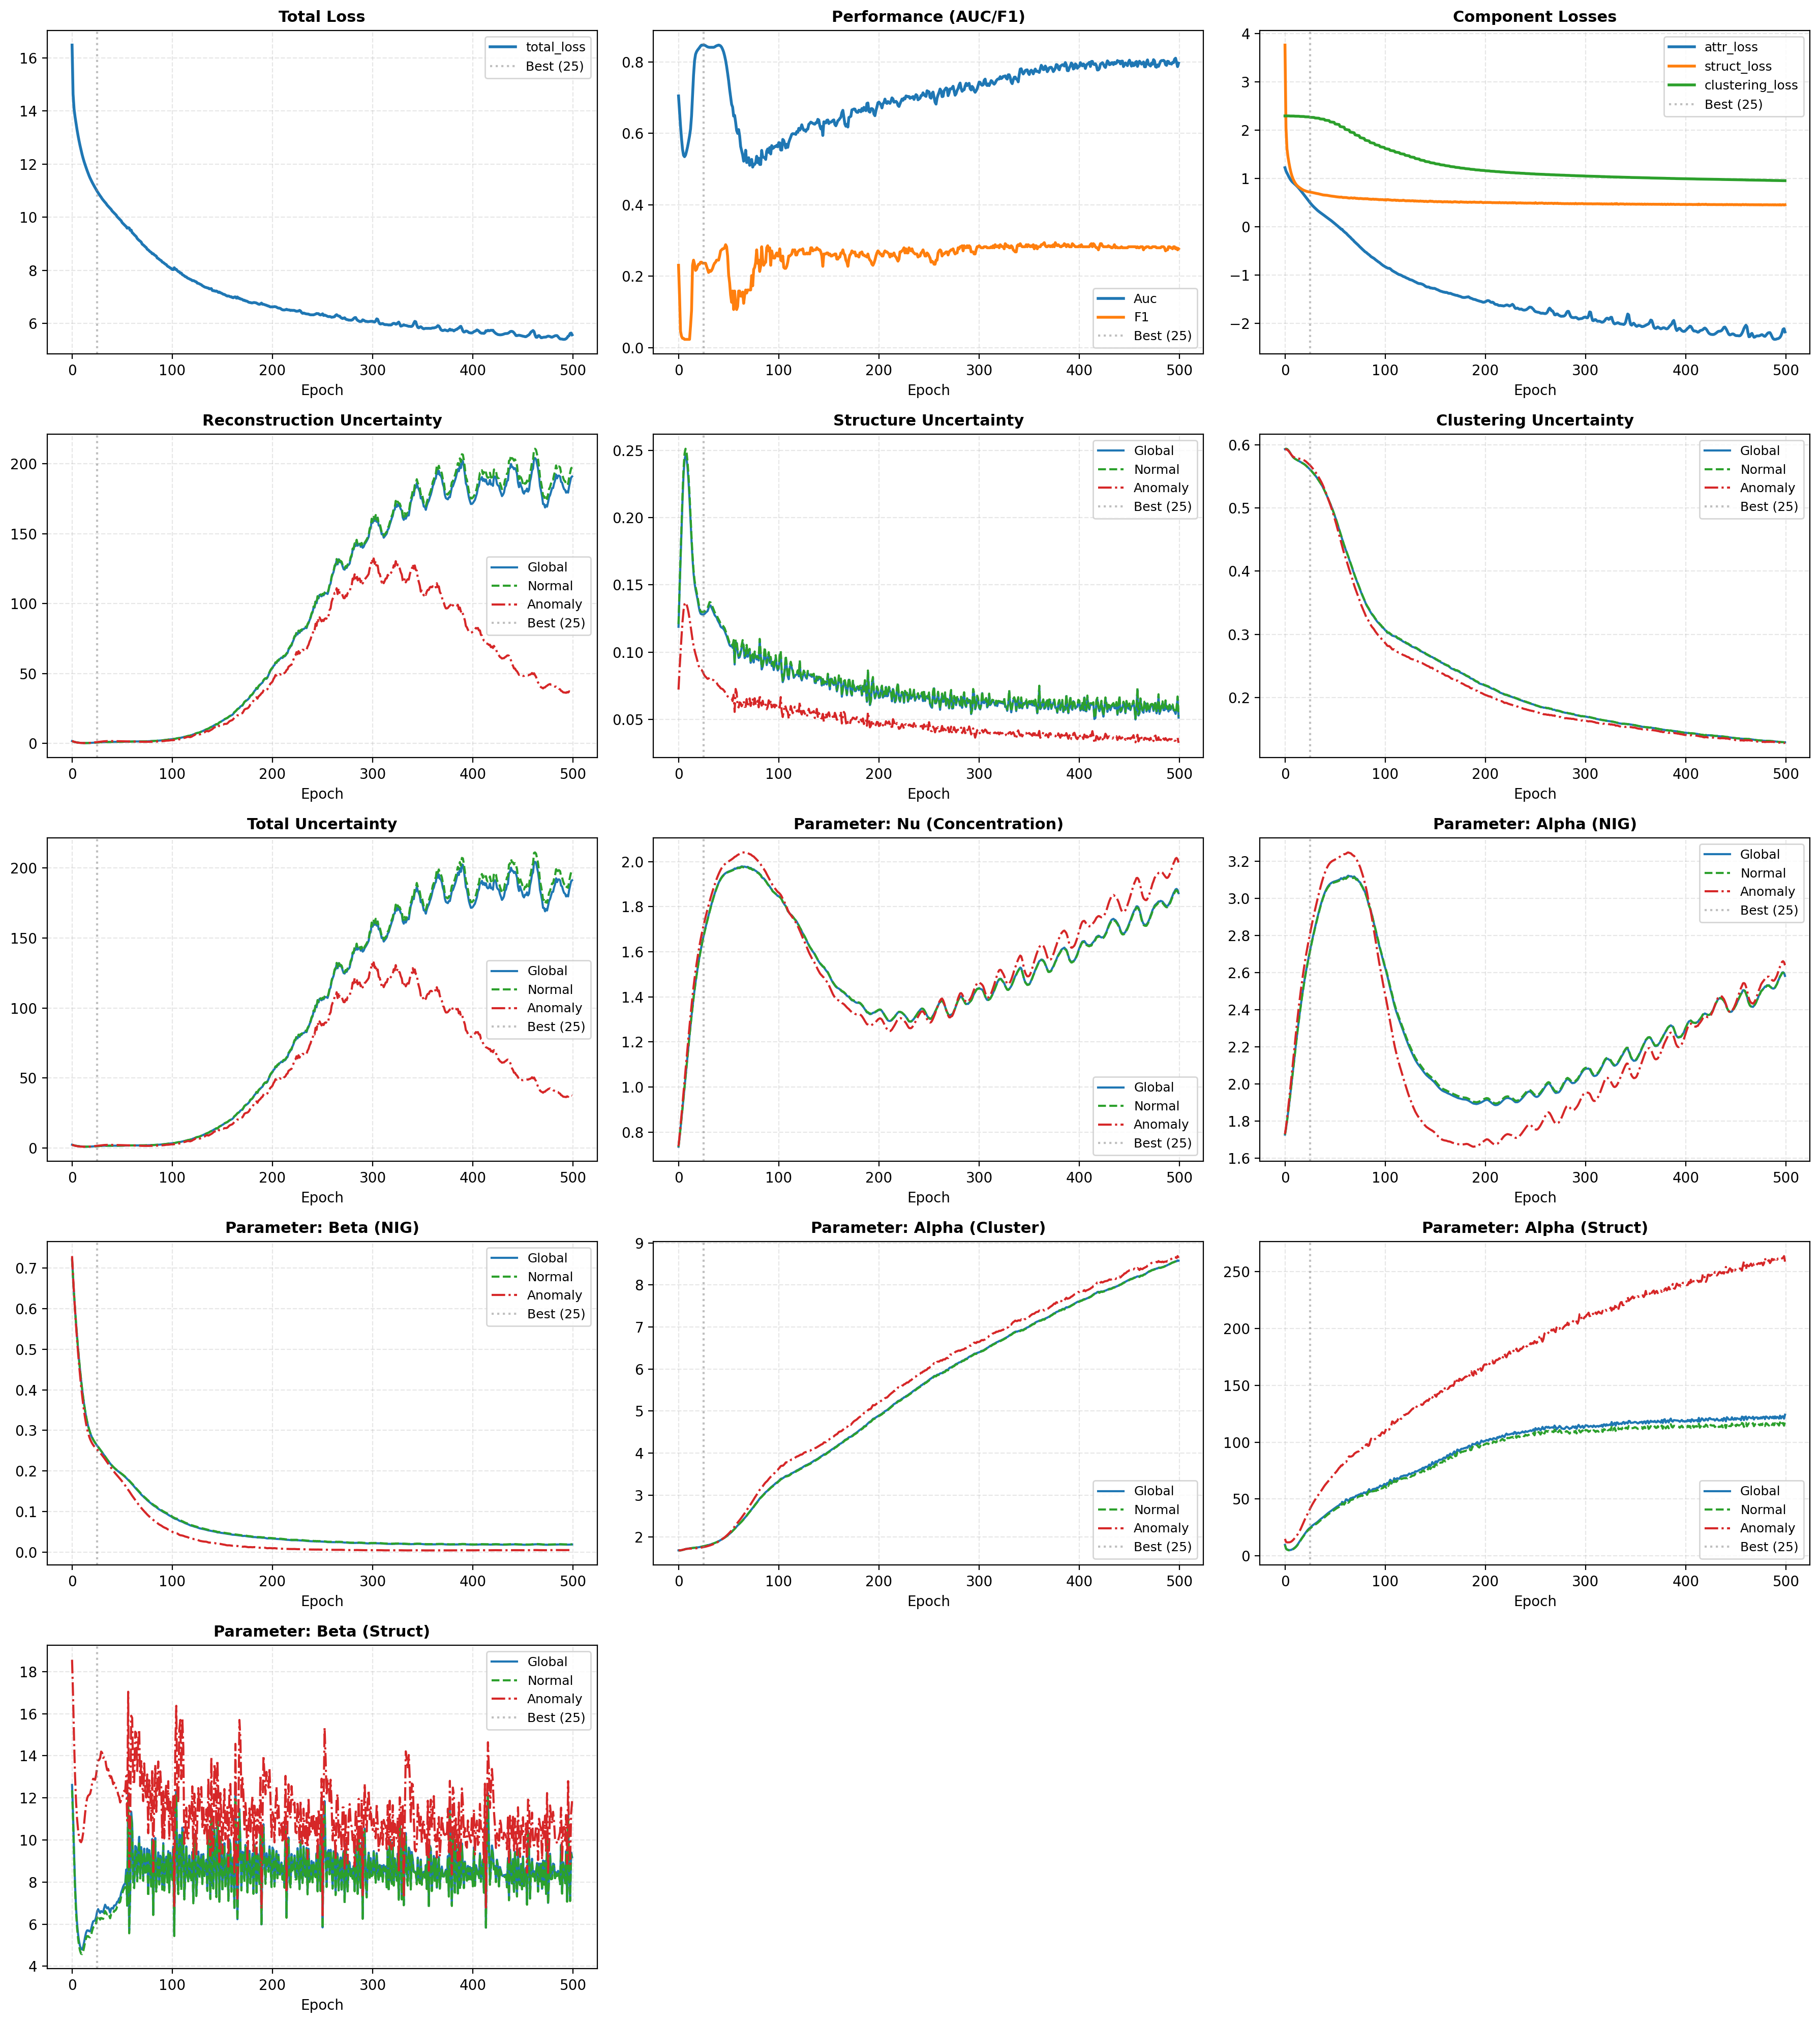 Total Loss
16
14
12
10
8
6
total_loss
Best (25)
0 100 200 300 400 500
Epoch
Performance (AUC/F1)
0.8
0.6
0.4
0.2
0.0
Auc
F1
Best (25)
0 100 200 300 400 500
Epoch
Component Losses
4
3
2
1
0
−1
−2
attr_loss
struct_loss
clustering_loss
Best (25)
0 100 200 300 400 500
Epoch
Reconstruction Uncertainty
200
150
100
50
0
Global
Normal
Anomaly
Best (25)
0 100 200 300 400 500
Epoch
Structure Uncertainty
0.25
0.20
0.15
0.10
0.05
Global
Normal
Anomaly
Best (25)
0 100 200 300 400 500
Epoch
Clustering Uncertainty
0.6
0.5
0.4
0.3
0.2
Global
Normal
Anomaly
Best (25)
0 100 200 300 400 500
Epoch
Total Uncertainty
200
150
100
50
0
Global
Normal
Anomaly
Best (25)
0 100 200 300 400 500
Epoch
Parameter: Nu (Concentration)
2.0
1.8
1.6
1.4
1.2
1.0
0.8
Global
Normal
Anomaly
Best (25)
0 100 200 300 400 500
Epoch
Parameter: Alpha (NIG)
3.2
3.0
2.8
2.6
2.4
2.2
2.0
1.8
1.6
Global
Normal
Anomaly
Best (25)
0 100 200 300 400 500
Epoch
Parameter: Beta (NIG)
0.7
0.6
0.5
0.4
0.3
0.2
0.1
0.0
Global
Normal
Anomaly
Best (25)
0 100 200 300 400 500
Epoch
Parameter: Alpha (Cluster)
9
8
7
6
5
4
3
2
Global
Normal
Anomaly
Best (25)
0 100 200 300 400 500
Epoch
Parameter: Alpha (Struct)
250
200
150
100
50
0
Global
Normal
Anomaly
Best (25)
0 100 200 300 400 500
Epoch
Parameter: Beta (Struct)
18
16
14
12
10
8
6
4
Global
Normal
Anomaly
Best (25)
0 100 200 300 400 500
Epoch